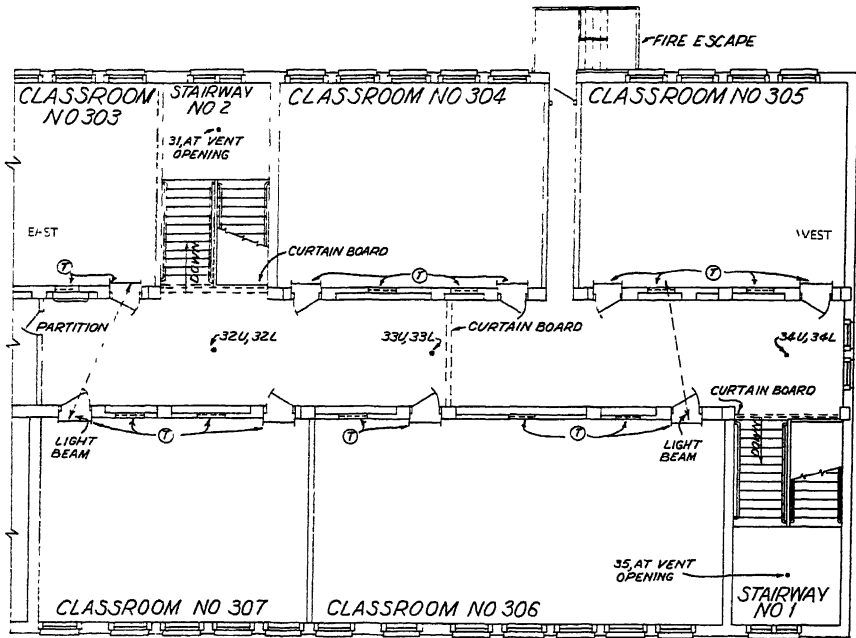 FIRE ESCAPE
CLASSROOM
NO 303
STAIRWAY
NO 2
CLASSROOM NO 304
CLASSROOM NO 305
31, AT VENT
OPENING
EAST
WEST
DOWN
CURTAIN BOARD
T
T
T
PARTITION
32U, 32L
33U, 33L
CURTAIN BOARD
34U, 34L
CURTAIN BOARD
LIGHT
BEAM
T
T
T
LIGHT
BEAM
DOWN
35, AT VENT
OPENING
CLASSROOM NO 307
CLASSROOM NO 306
STAIRWAY
NO 1